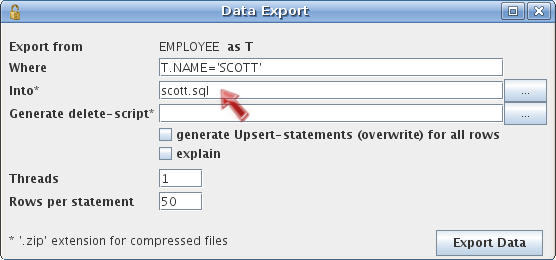 Data Export
Export from EMPLOYEE as T
Where T.NAME='SCOTT'
Into* scott.sql ...
Generate delete-script* ...
generate Upsert-statements (overwrite) for all rows
explain
Threads 1
Rows per statement 50
* '.zip' extension for compressed files Export Data